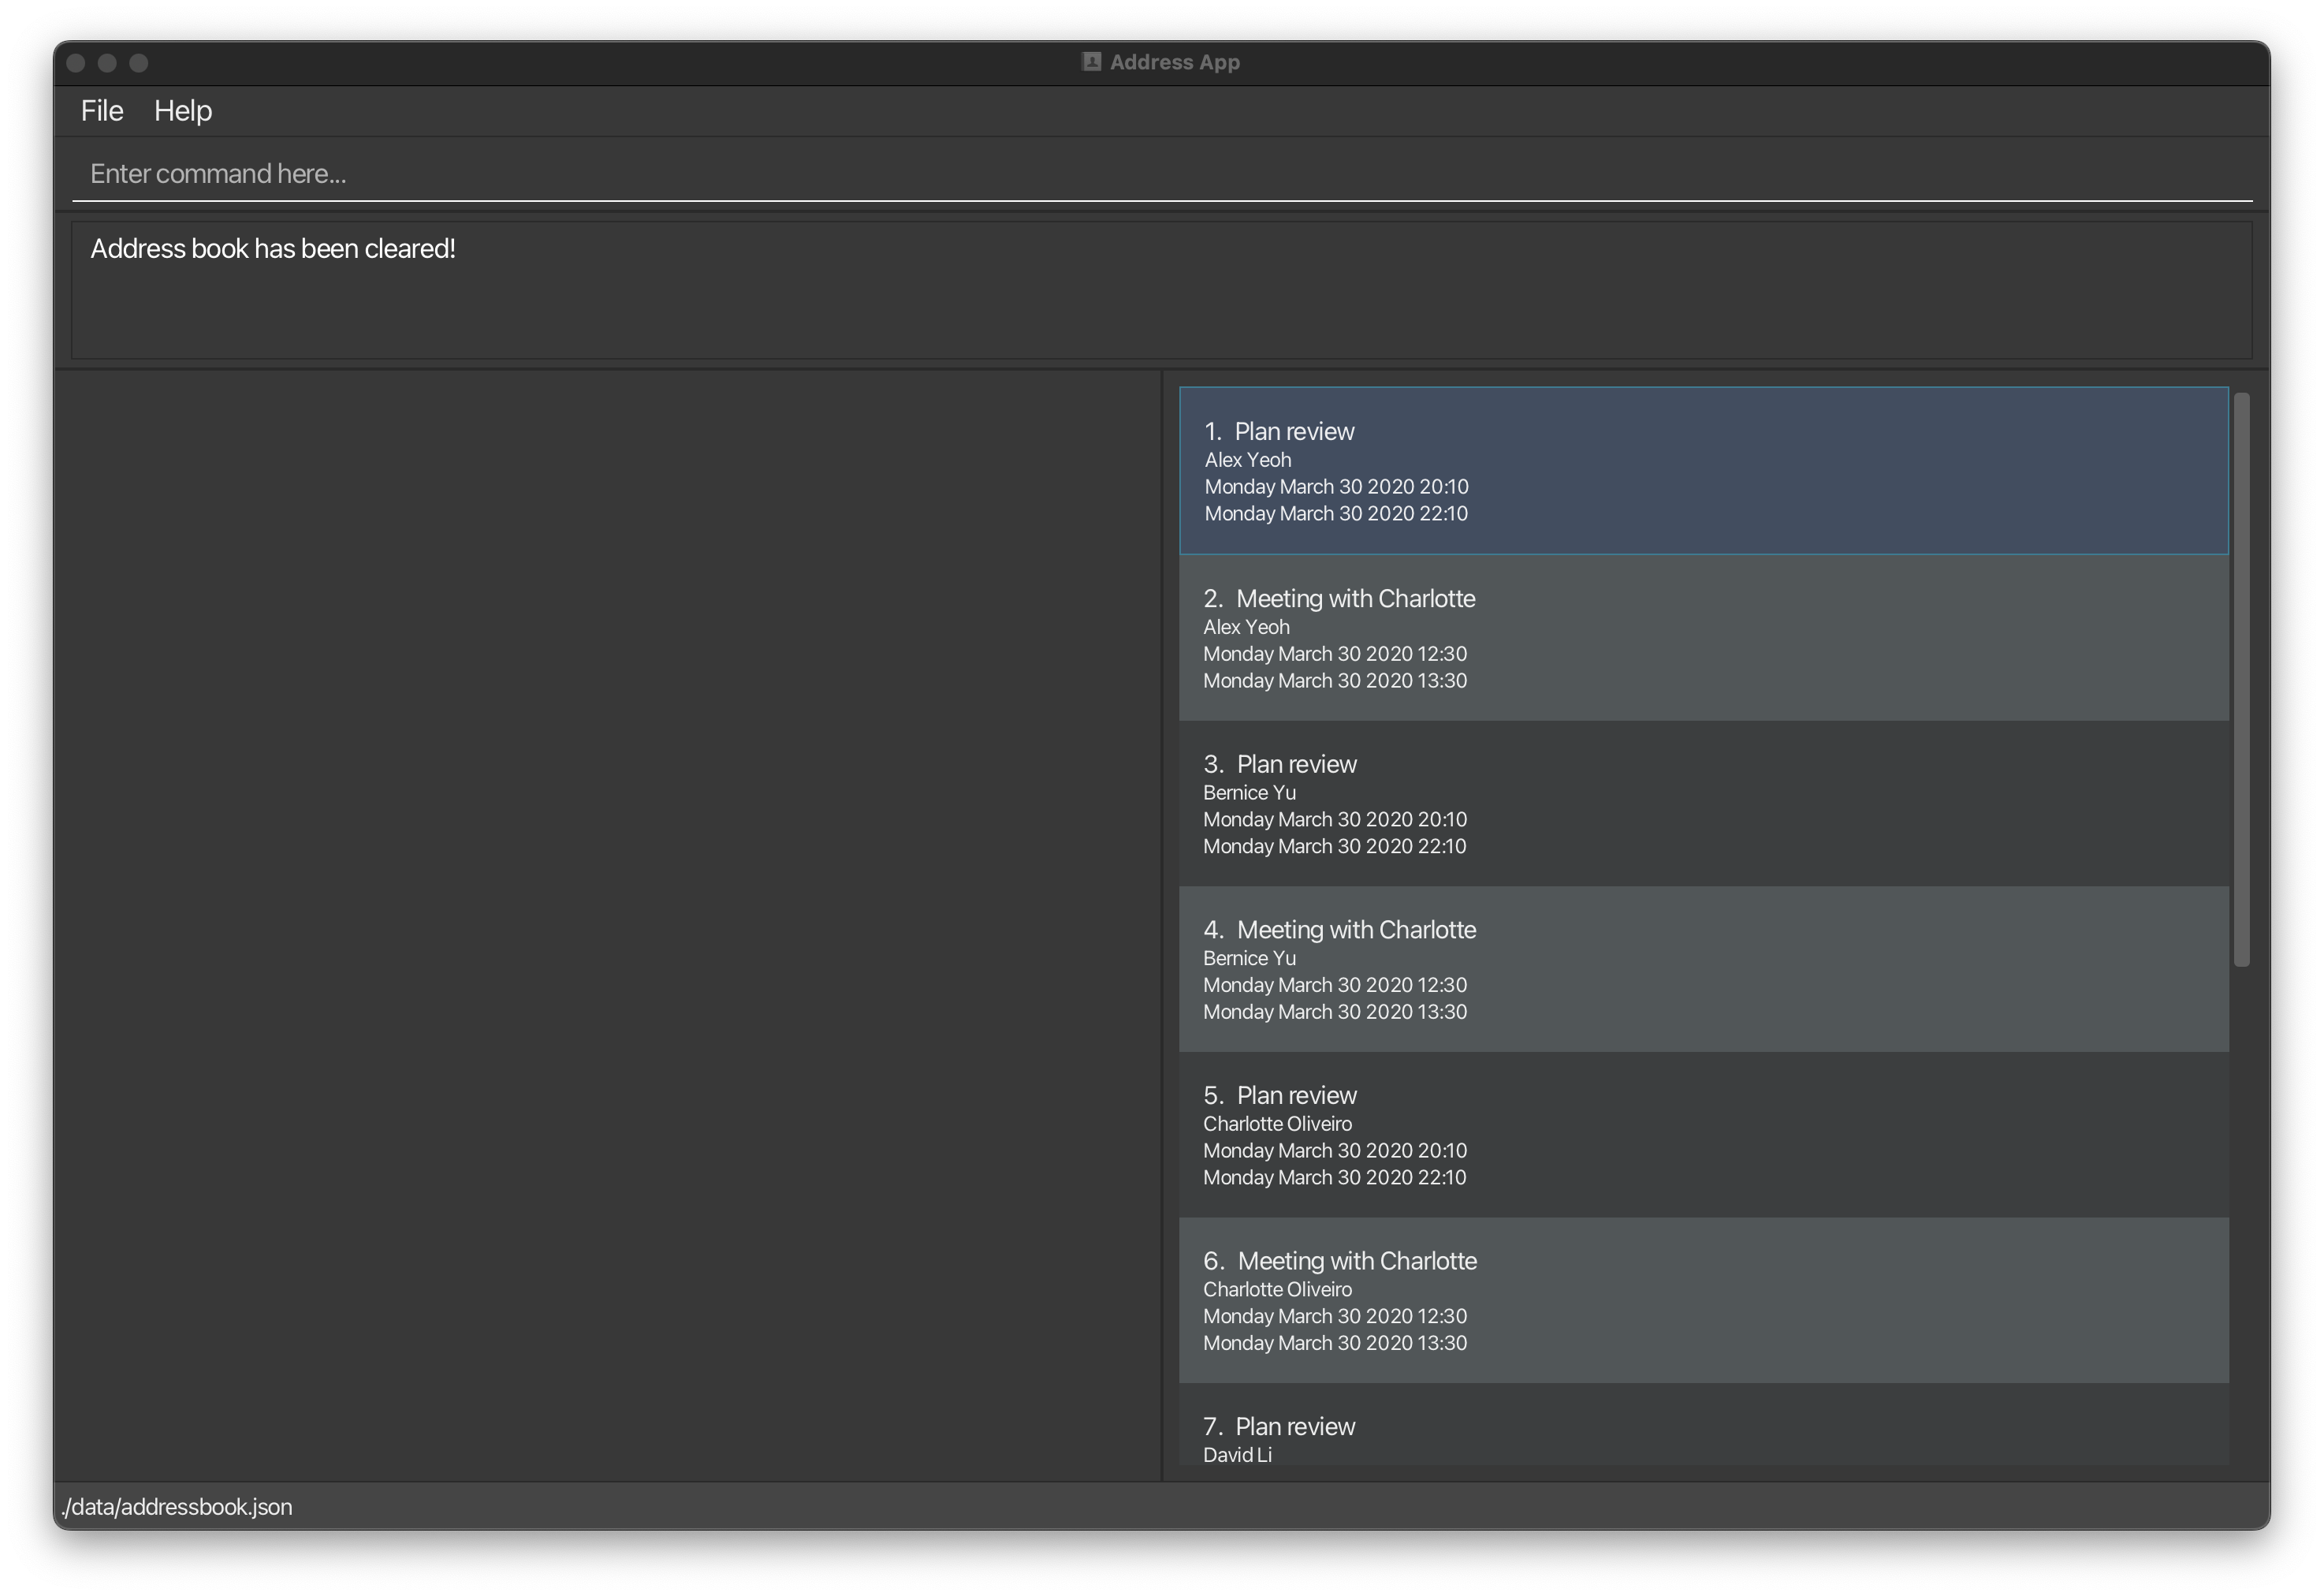 Address App
File Help
Enter command here...
Address book has been cleared!
1. Plan review
Alex Yeoh
Monday March 30 2020 20:10
Monday March 30 2020 22:10
2. Meeting with Charlotte
Alex Yeoh
Monday March 30 2020 12:30
Monday March 30 2020 13:30
3. Plan review
Bernice Yu
Monday March 30 2020 20:10
Monday March 30 2020 22:10
4. Meeting with Charlotte
Bernice Yu
Monday March 30 2020 12:30
Monday March 30 2020 13:30
5. Plan review
Charlotte Oliveiro
Monday March 30 2020 20:10
Monday March 30 2020 22:10
6. Meeting with Charlotte
Charlotte Oliveiro
Monday March 30 2020 12:30
Monday March 30 2020 13:30
7. Plan review
David Li
./data/addressbook.json